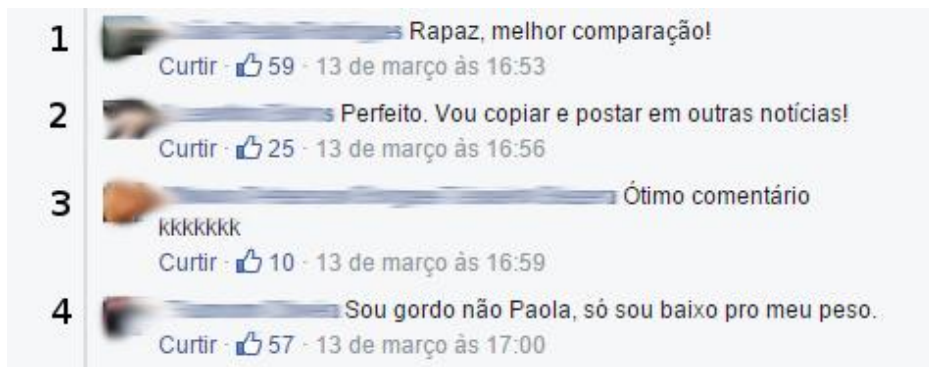 1 Rapaz, melhor comparação!
Curtir · 59 · 13 de março às 16:53
2 Perfeito. Vou copiar e postar em outras notícias!
Curtir · 25 · 13 de março às 16:56
3 Ótimo comentário
kkkkkkk
Curtir · 10 · 13 de março às 16:59
4 Sou gordo não Paola, só sou baixo pro meu peso.
Curtir · 57 · 13 de março às 17:00